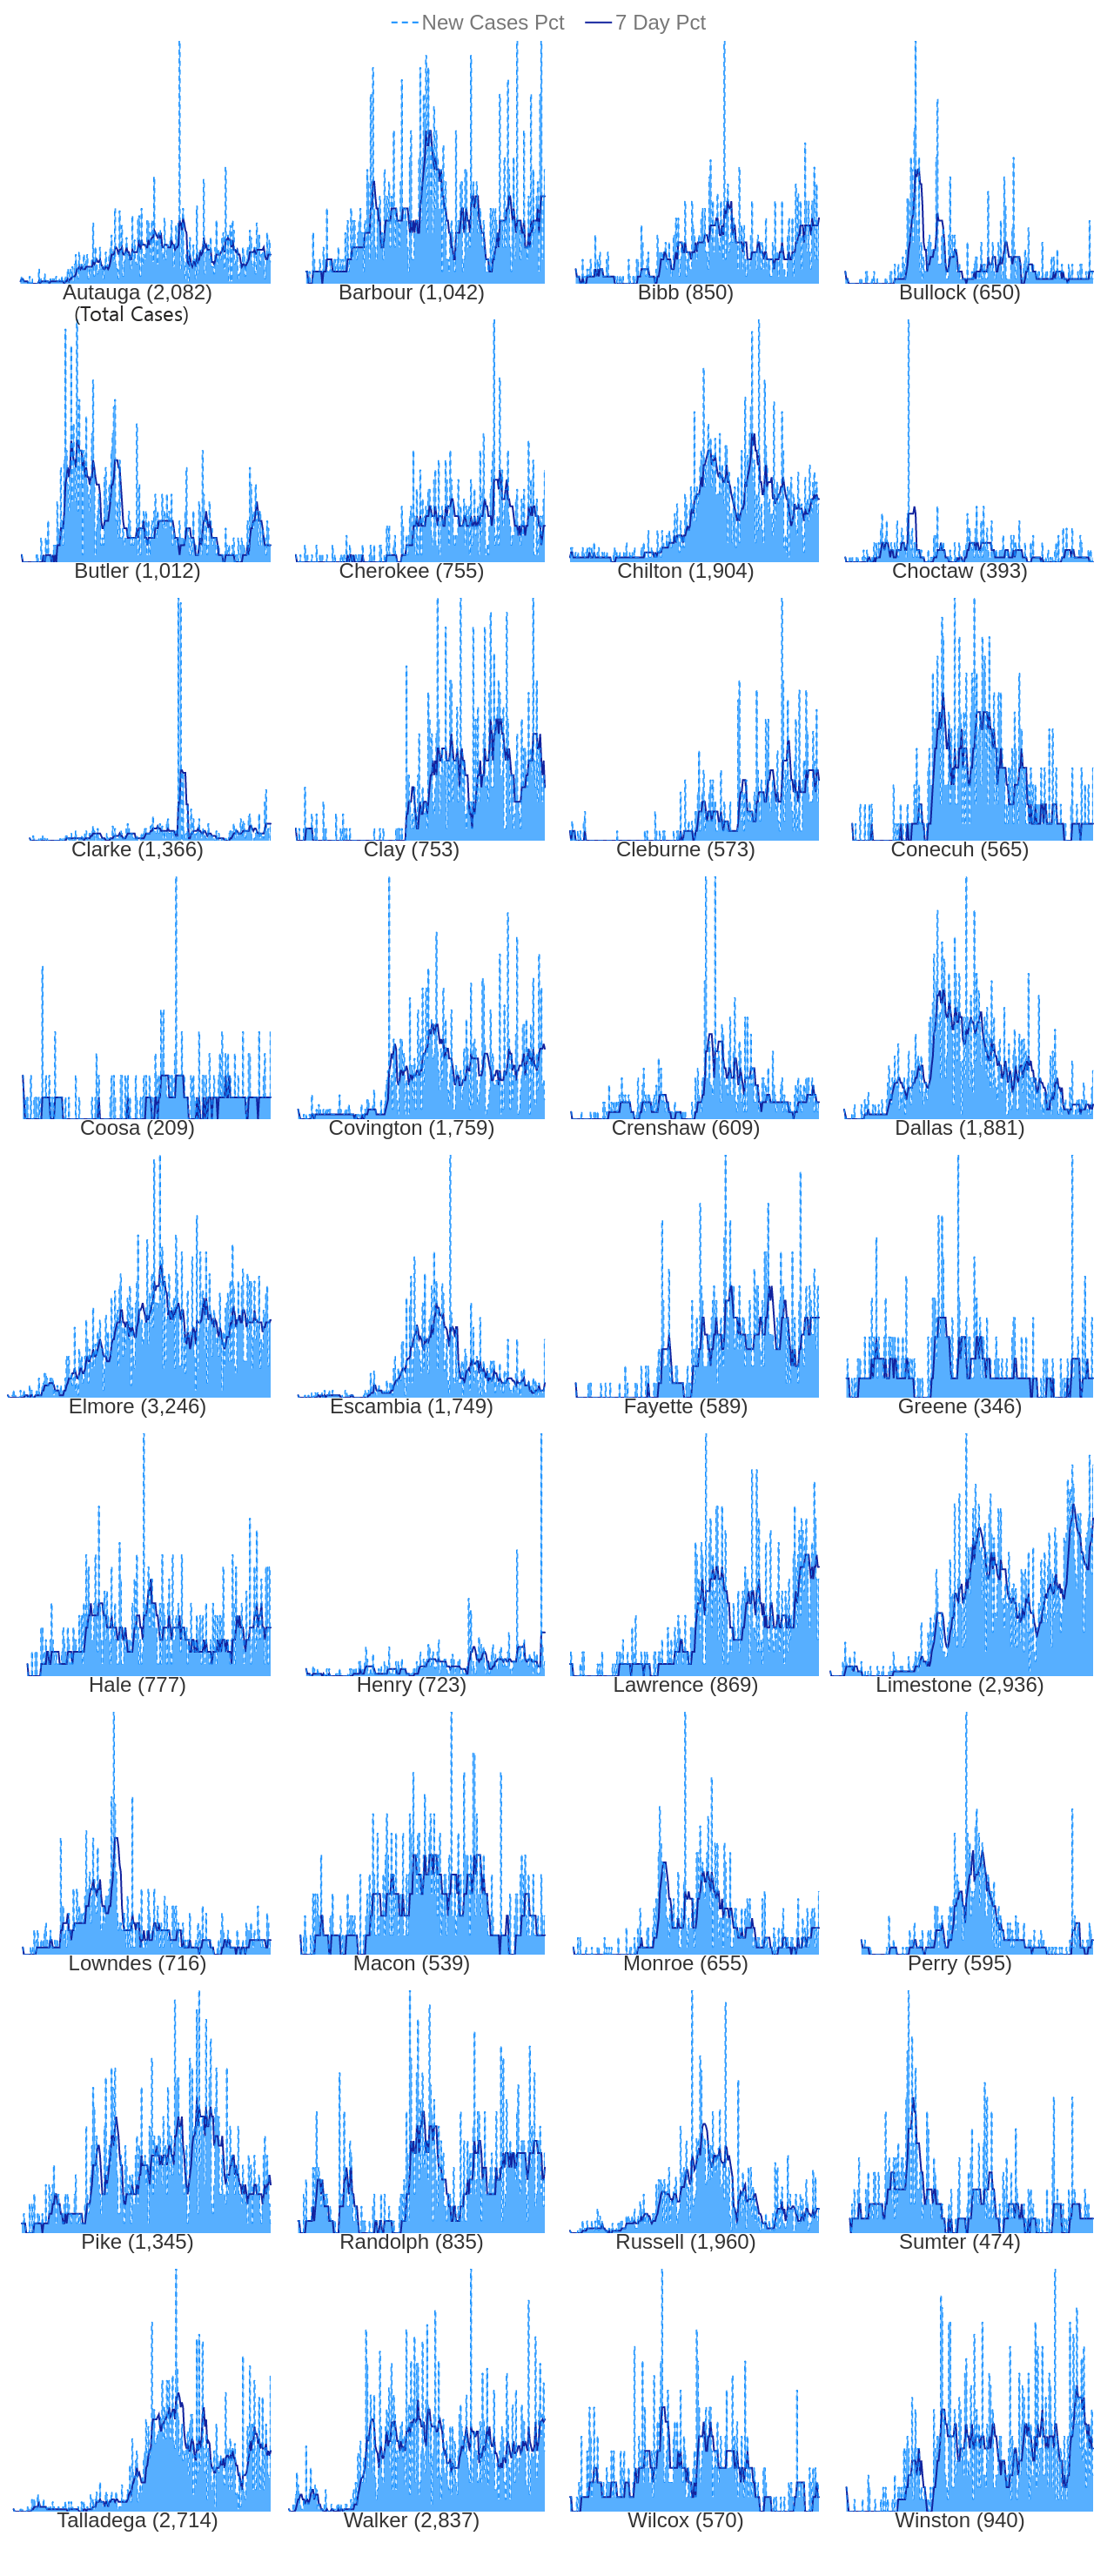 New Cases Pct 7 Day Pct
Autauga (2,082) Barbour (1,042) Bibb (850) Bullock (650)
(Total Cases)
Butler (1,012) Cherokee (755) Chilton (1,904) Choctaw (393)
Clarke (1,366) Clay (753) Cleburne (573) Conecuh (565)
Coosa (209) Covington (1,759) Crenshaw (609) Dallas (1,881)
Elmore (3,246) Escambia (1,749) Fayette (589) Greene (346)
Hale (777) Henry (723) Lawrence (869) Limestone (2,936)
Lowndes (716) Macon (539) Monroe (655) Perry (595)
Pike (1,345) Randolph (835) Russell (1,960) Sumter (474)
Talladega (2,714) Walker (2,837) Wilcox (570) Winston (940)